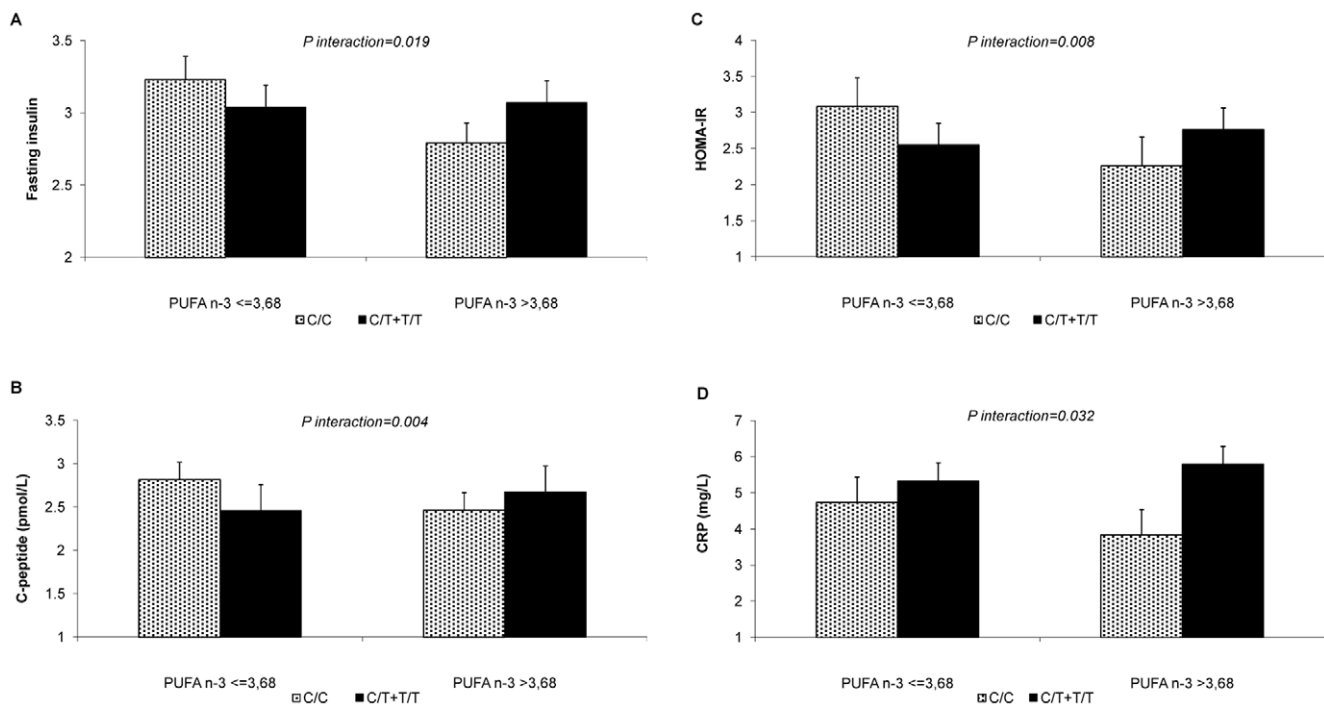 A
P interaction=0.019
Fasting insulin
3.5
3
2.5
2
PUFA n-3 <=3,68
PUFA n-3 >3,68
C/C
C/T+T/T
C
P interaction=0.008
HOMA-IR
4
3.5
3
2.5
2
1.5
1
PUFA n-3 <=3,68
PUFA n-3 >3,68
C/C
C/T+T/T
B
P interaction=0.004
C-peptide (pmol/L)
3.5
3
2.5
2
1.5
1
PUFA n-3 <=3,68
PUFA n-3 >3,68
C/C
C/T+T/T
D
P interaction=0.032
CRP (mg/L)
7
6
5
4
3
2
1
PUFA n-3 <=3,68
PUFA n-3 >3,68
C/C
C/T+T/T